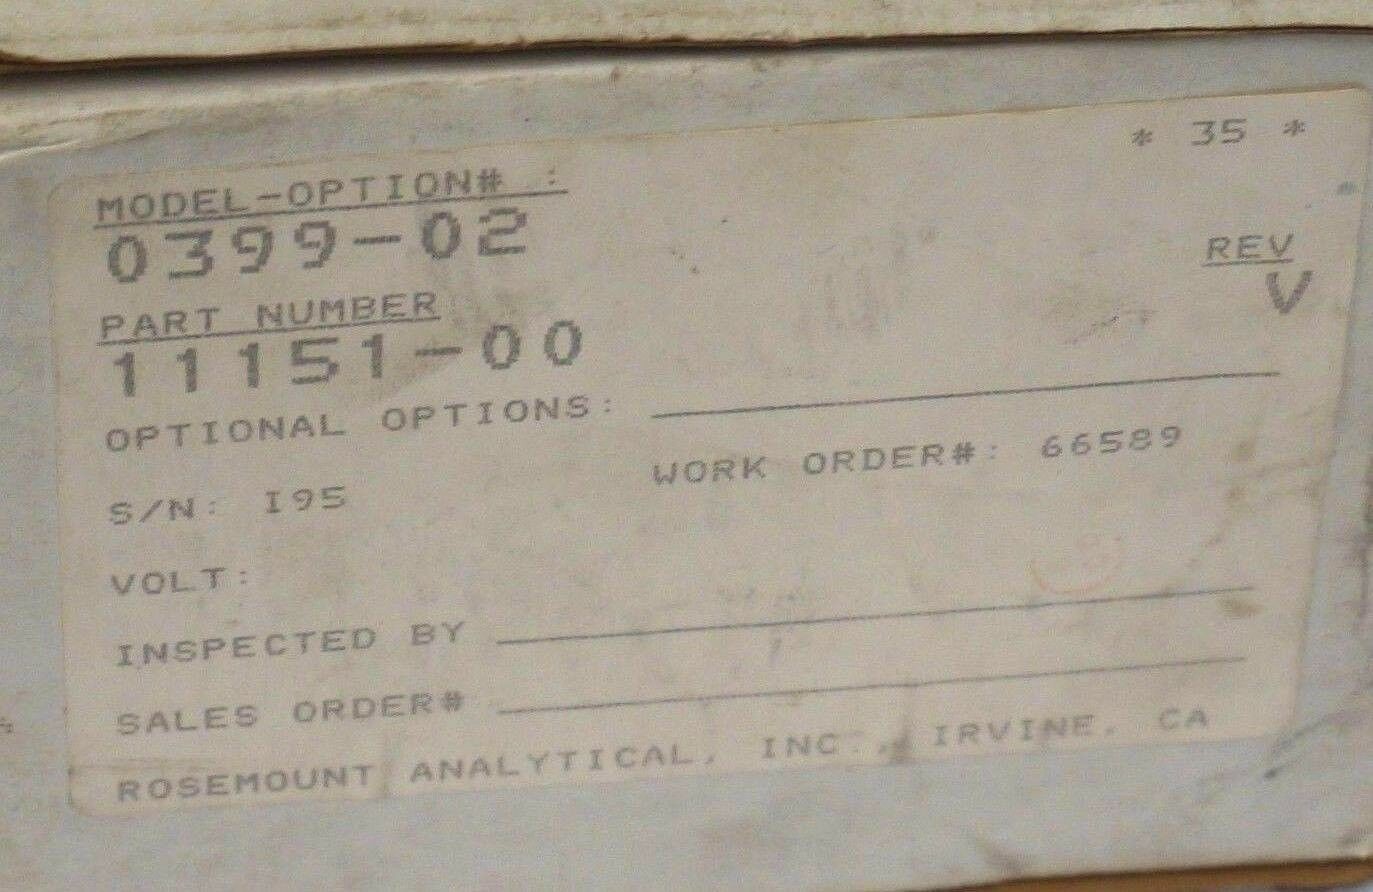 * 35 *
MODEL-OPTION# :
0399-02
REV
V
PART NUMBER
11151-00
OPTIONAL OPTIONS:
WORK ORDER#: 66589
S/N: I95
VOLT:
INSPECTED BY
SALES ORDER#
ROSEMOUNT ANALYTICAL, INC., IRVINE, CA